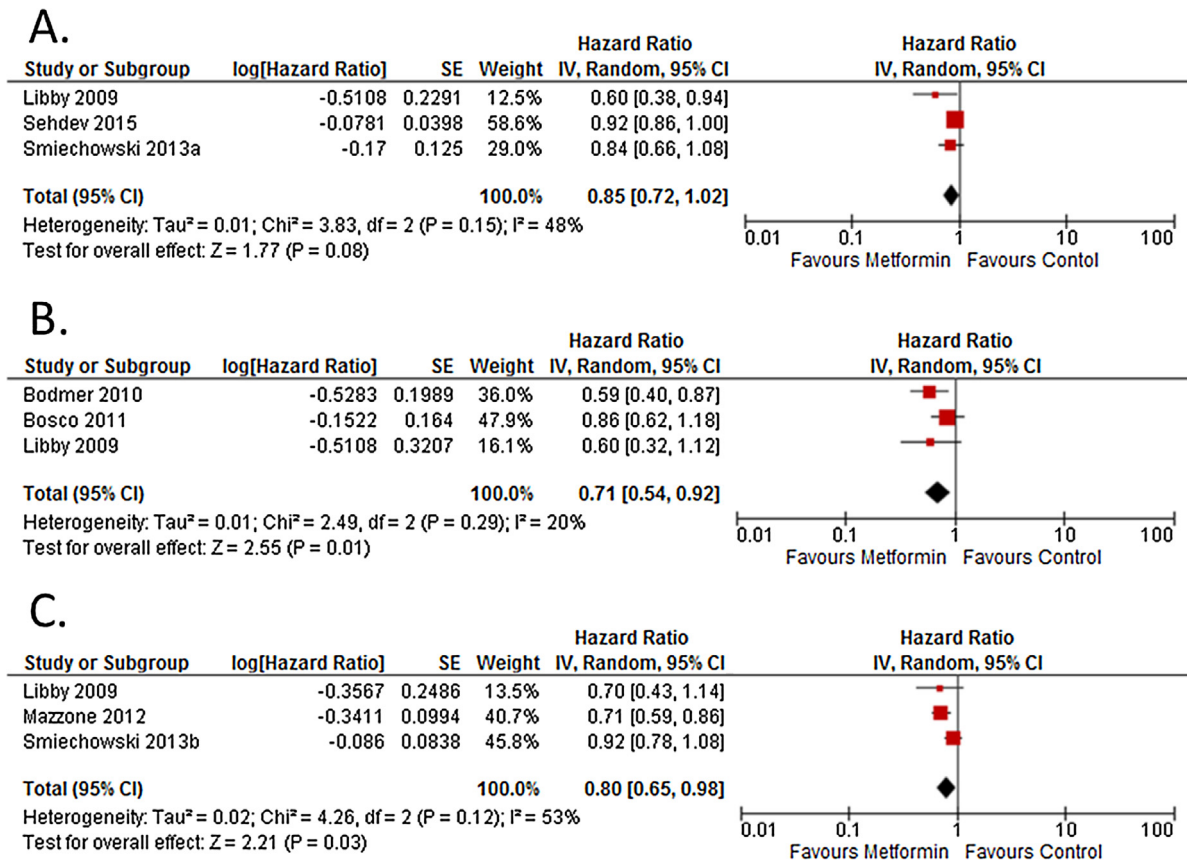 A.
Hazard Ratio Hazard Ratio
Study or Subgroup log[Hazard Ratio] SE Weight IV, Random, 95% CI IV, Random, 95% CI
Libby 2009 -0.5108 0.2291 12.5% 0.60 [0.38, 0.94]
Sehdev 2015 -0.0781 0.0398 58.6% 0.92 [0.86, 1.00]
Smiechowski 2013a -0.17 0.125 29.0% 0.84 [0.66, 1.08]
Total (95% CI) 100.0% 0.85 [0.72, 1.02]
Heterogeneity: Tau² = 0.01; Chi² = 3.83, df = 2 (P = 0.15); I² = 48%
Test for overall effect: Z = 1.77 (P = 0.08)
0.01 0.1 1 10 100
Favours Metformin Favours Contol
B.
Hazard Ratio Hazard Ratio
Study or Subgroup log[Hazard Ratio] SE Weight IV, Random, 95% CI IV, Random, 95% CI
Bodmer 2010 -0.5283 0.1989 36.0% 0.59 [0.40, 0.87]
Bosco 2011 -0.1522 0.164 47.9% 0.86 [0.62, 1.18]
Libby 2009 -0.5108 0.3207 16.1% 0.60 [0.32, 1.12]
Total (95% CI) 100.0% 0.71 [0.54, 0.92]
Heterogeneity: Tau² = 0.01; Chi² = 2.49, df = 2 (P = 0.29); I² = 20%
Test for overall effect: Z = 2.55 (P = 0.01)
0.01 0.1 1 10 100
Favours Metformin Favours Control
C.
Hazard Ratio Hazard Ratio
Study or Subgroup log[Hazard Ratio] SE Weight IV, Random, 95% CI IV, Random, 95% CI
Libby 2009 -0.3567 0.2486 13.5% 0.70 [0.43, 1.14]
Mazzone 2012 -0.3411 0.0994 40.7% 0.71 [0.59, 0.86]
Smiechowski 2013b -0.086 0.0838 45.8% 0.92 [0.78, 1.08]
Total (95% CI) 100.0% 0.80 [0.65, 0.98]
Heterogeneity: Tau² = 0.02; Chi² = 4.26, df = 2 (P = 0.12); I² = 53%
Test for overall effect: Z = 2.21 (P = 0.03)
0.01 0.1 1 10 100
Favours Metformin Favours Control